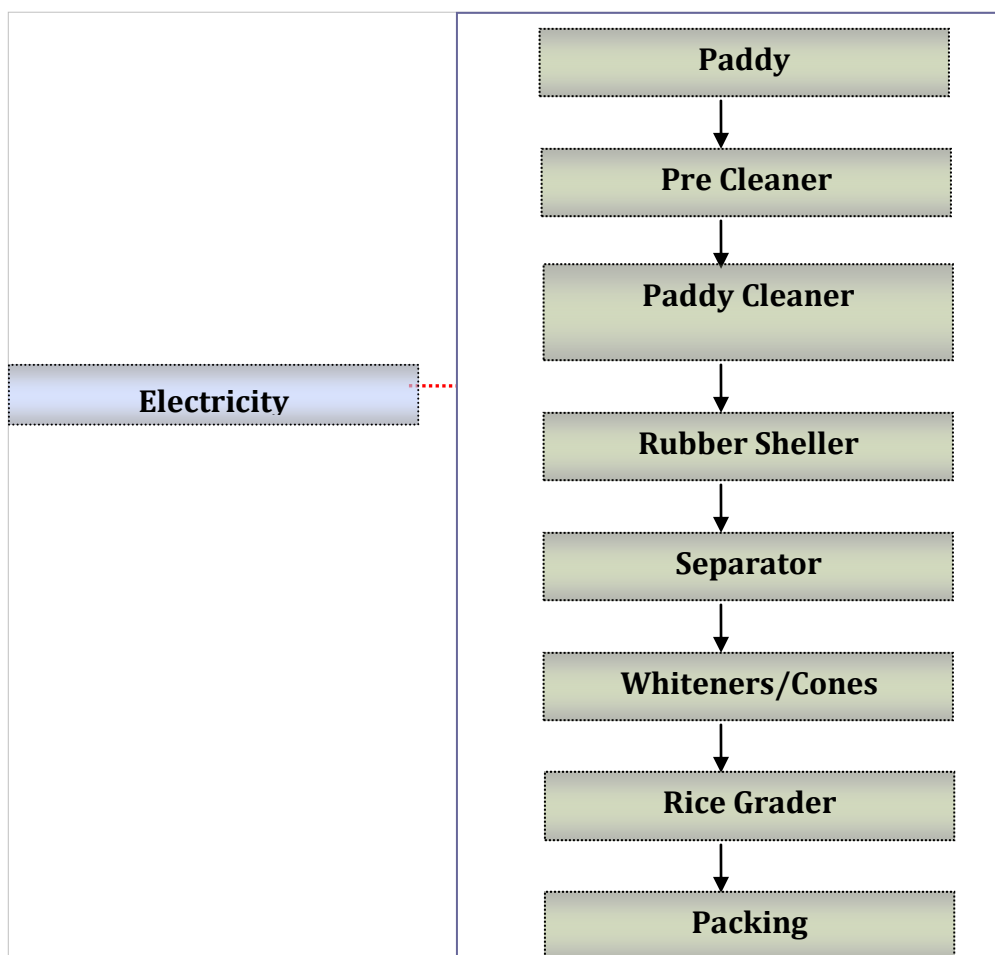 Paddy
Pre Cleaner
Paddy Cleaner
Electricity
Rubber Sheller
Separator
Whiteners/Cones
Rice Grader
Packing